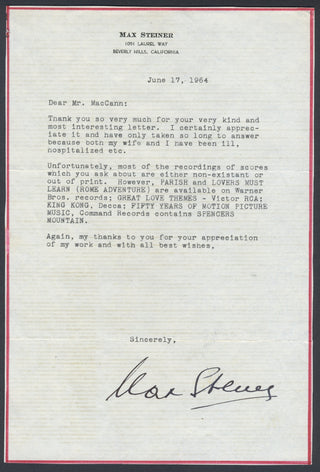 MAX STEINER
1051 LAUREL WAY
BEVERLY HILLS, CALIFORNIA
June 17, 1964
Dear Mr. MacCann:
Thank you so very much for your very kind and
most interesting letter. I certainly apprec-
iate it and have only taken so long to answer
because both my wife and I have been ill,
hospitalized etc.
Unfortunately, most of the recordings of scores
which you ask about are either non-existant or
out of print. However, PARISH and LOVERS MUST
LEARN (ROME ADVENTURE) are available on Warner
Bros. records; GREAT LOVE THEMES - Victor RCA:
KING KONG, Decca; FIFTY YEARS OF MOTION PICTURE
MUSIC, Command Records contains SPENCERS
MOUNTAIN.
Again, my thanks to you for your appreciation
of my work and with all best wishes,
Sincerely,
Max Steiner